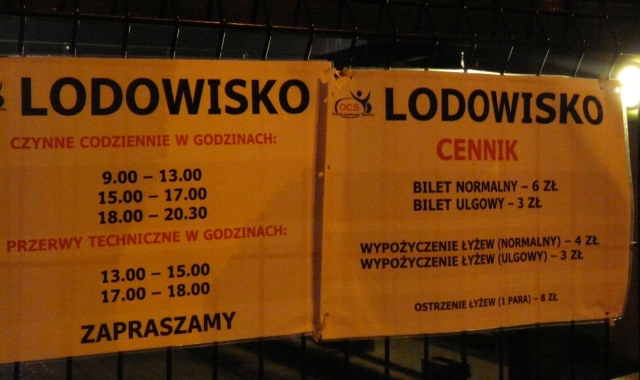 LODOWISKO
CZYNNE CODZIENNIE W GODZINACH:
9.00 – 13.00
15.00 – 17.00
18.00 – 20.30
PRZERWY TECHNICZNE W GODZINACH:
13.00 – 15.00
17.00 – 18.00
ZAPRASZAMY
OCS
LODOWISKO
CENNIK
BILET NORMALNY – 6 ZŁ
BILET ULGOWY – 3 ZŁ
WYPOŻYCZENIE ŁYŻEW (NORMALNY) – 4 ZŁ
WYPOŻYCZENIE ŁYŻEW (ULGOWY) – 3 ZŁ
OSTRZENIE ŁYŻEW (1 PARA) – 8 ZŁ